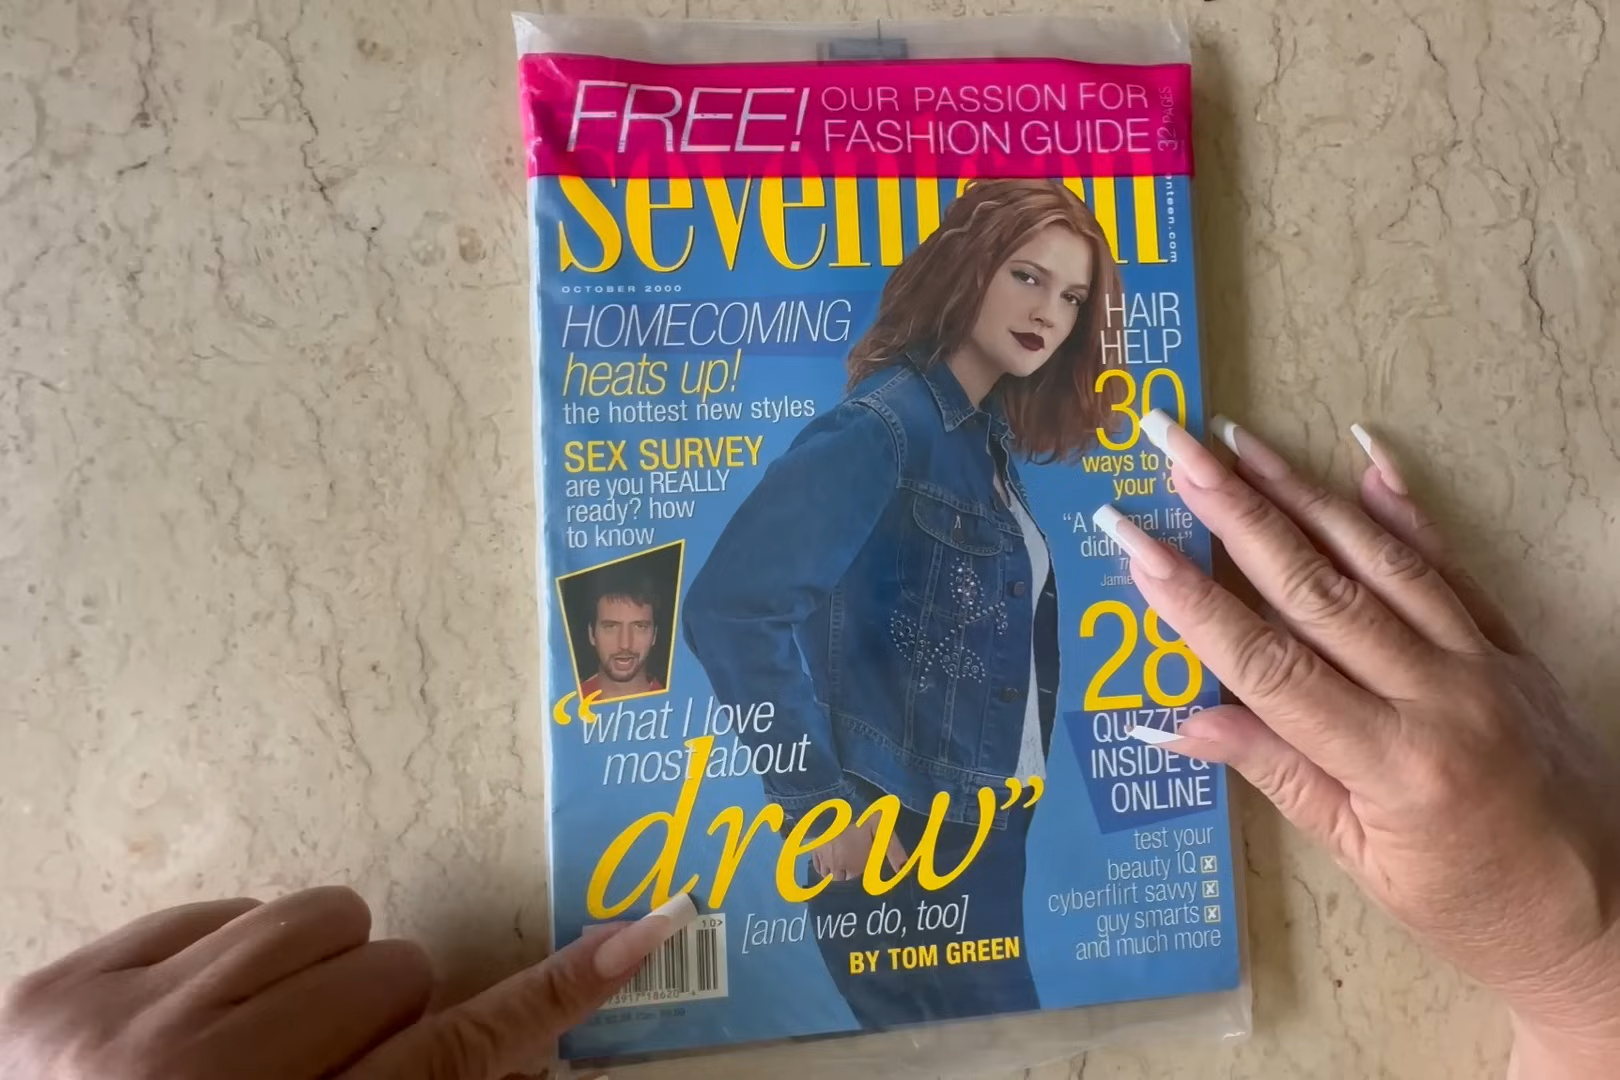 FREE! OUR PASSION FOR
FASHION GUIDE
32 PAGES
seventeen
OCTOBER 2000
HOMECOMING
heats up!
the hottest new styles
SEX SURVEY
are you REALLY
ready? how
to know
“what I love
most about
drew”
[and we do, too]
BY TOM GREEN
HAIR
HELP
30
ways to
your
“A life
28
QUIZZES
INSIDE &
ONLINE
test your
beauty IQ
cyberflirt savvy
guy smarts
and much more
10>